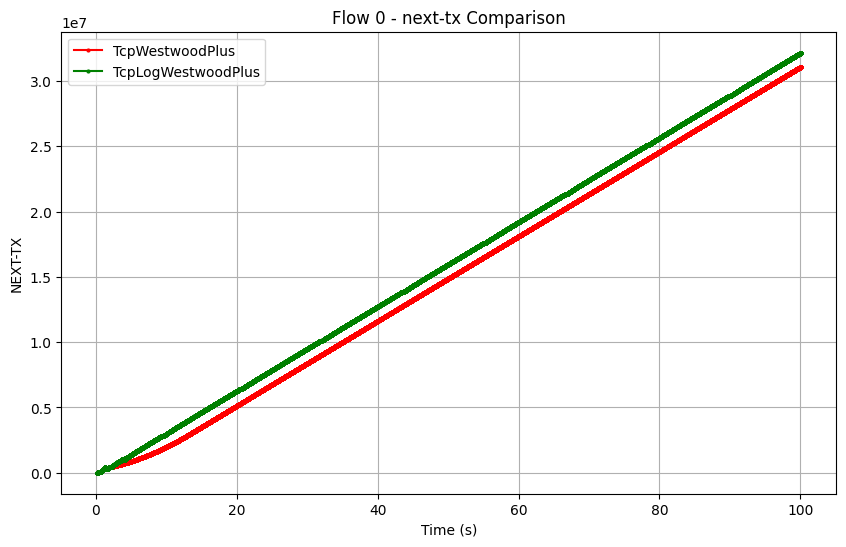 Flow 0 - next-tx Comparison
1e7
TcpWestwoodPlus
TcpLogWestwoodPlus
NEXT-TX
3.0
2.5
2.0
1.5
1.0
0.5
0.0
0 20 40 60 80 100
Time (s)